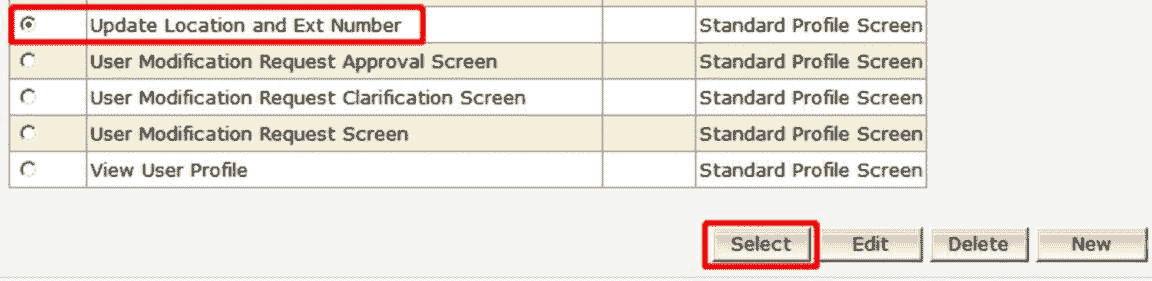 Update Location and Ext Number Standard Profile Screen
User Modification Request Approval Screen Standard Profile Screen
User Modification Request Clarification Screen Standard Profile Screen
User Modification Request Screen Standard Profile Screen
View User Profile Standard Profile Screen
Select Edit Delete New